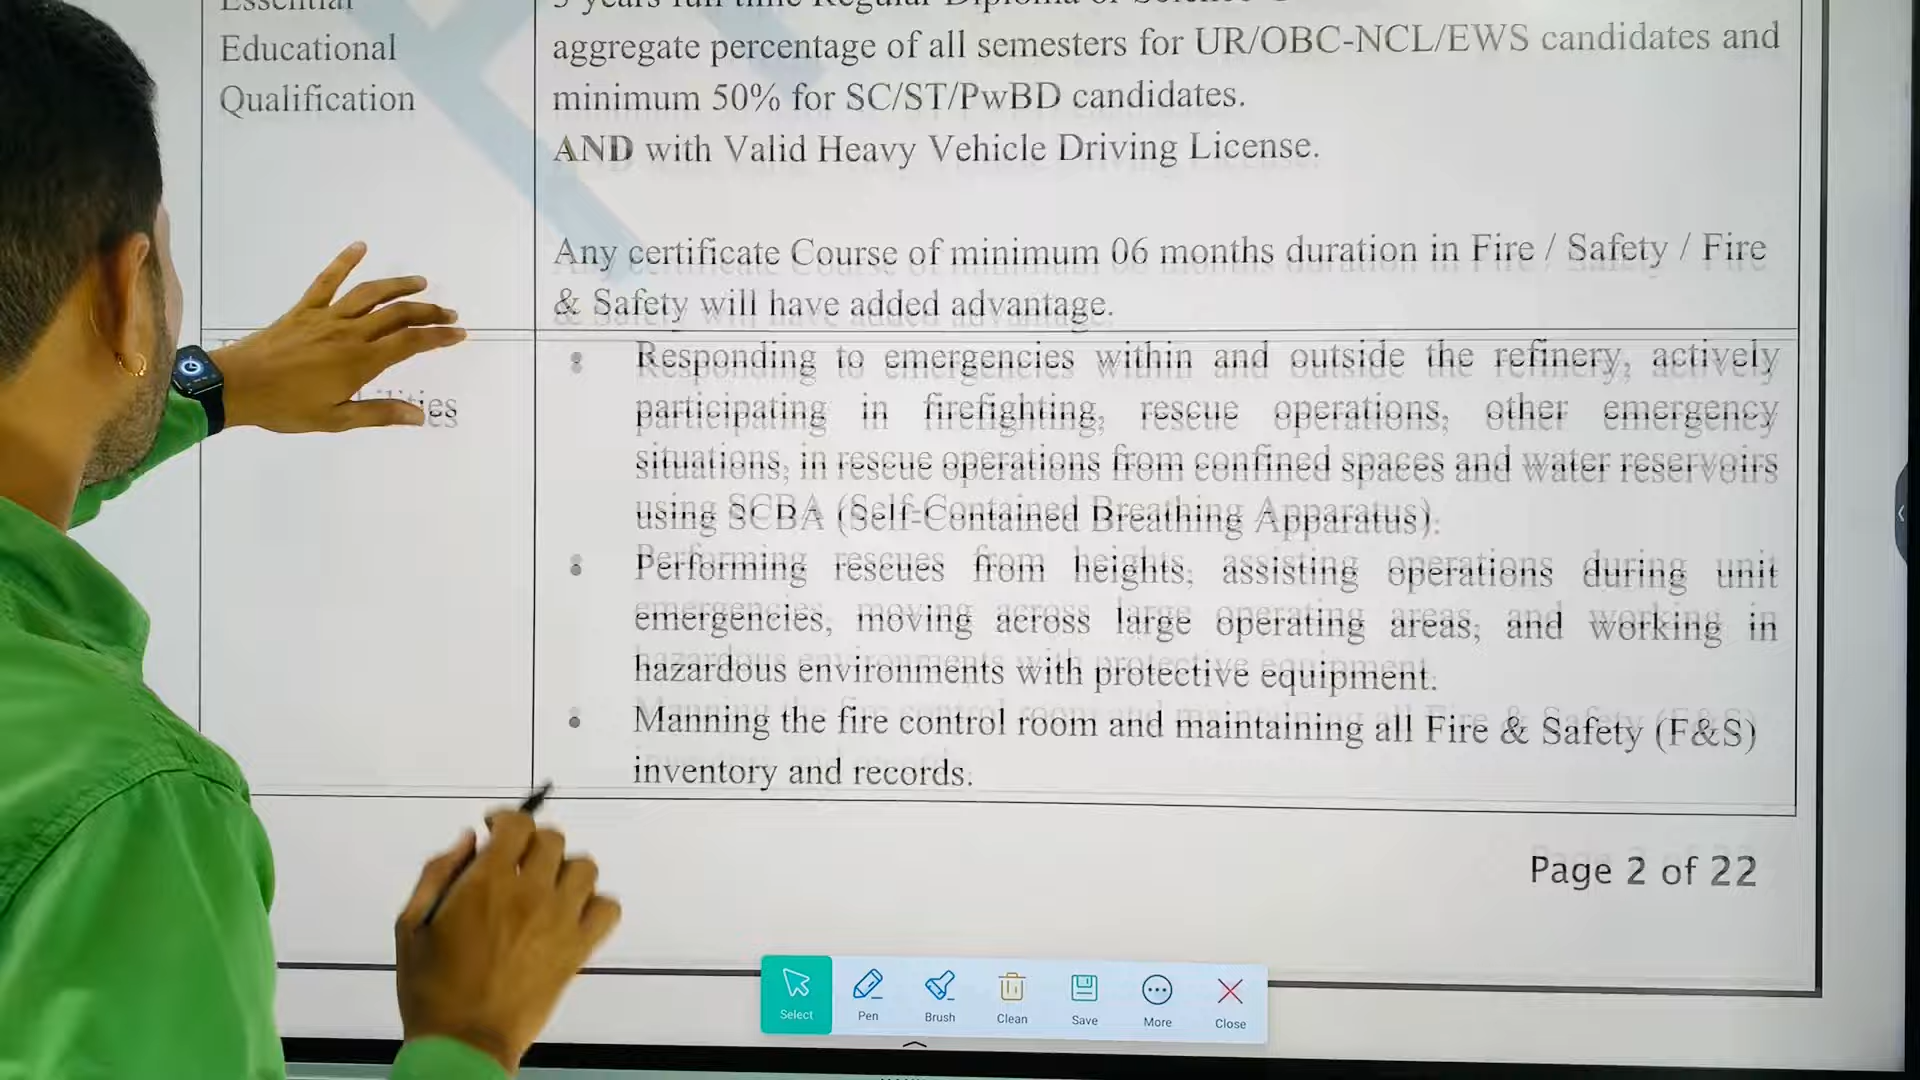 Essential
Educational
Qualification
aggregate percentage of all semesters for UR/OBC-NCL/EWS candidates and
minimum 50% for SC/ST/PwBD candidates.
AND with Valid Heavy Vehicle Driving License.
Any certificate Course of minimum 06 months duration in Fire / Safety / Fire
& Safety will have added advantage.
• Responding to emergencies within and outside the refinery, actively
participating in firefighting, rescue operations, other emergency
situations, in rescue operations from confined spaces and water reservoirs
using SCBA (Self-Contained Breathing Apparatus).
• Performing rescues from heights, assisting operations during unit
emergencies, moving across large operating areas, and working in
hazardous environments with protective equipment.
• Manning the fire control room and maintaining all Fire & Safety (F&S)
inventory and records.
Page 2 of 22
Select
Pen
Brush
Clean
Save
More
Close